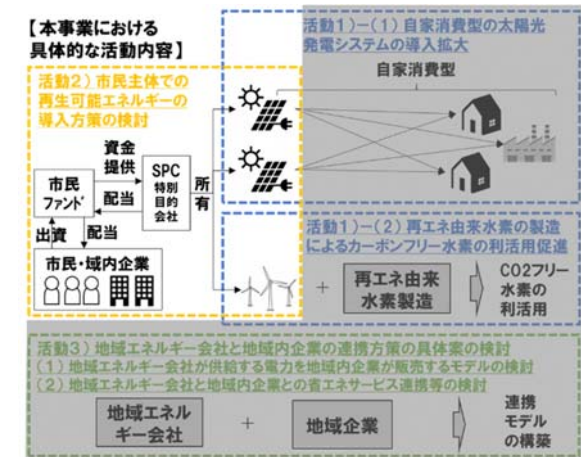 【本事業における
具体的な活動内容】
活動1）－(1) 自家消費型の太陽光
発電システムの導入拡大
自家消費型
活動2）市民主体での
再生可能エネルギーの
導入方策の検討
資金
提供
市民
ファンド
配当
SPC
特別
目的
会社
所
有
出資
配当
市民・域内企業
活動1）－(2) 再エネ由来水素の製造
によるカーボンフリー水素の利活用促進
+
再エネ由来
水素製造
CO2フリー
水素の
利活用
活動3）地域エネルギー会社と地域内企業の連携方策の具体案の検討
(1) 地域エネルギー会社が供給する電力を地域内企業が販売するモデルの検討
(2) 地域エネルギー会社と地域内企業との省エネサービス連携等の検討
地域エネル
ギー会社
+
地域企業
連携
モデル
の構築